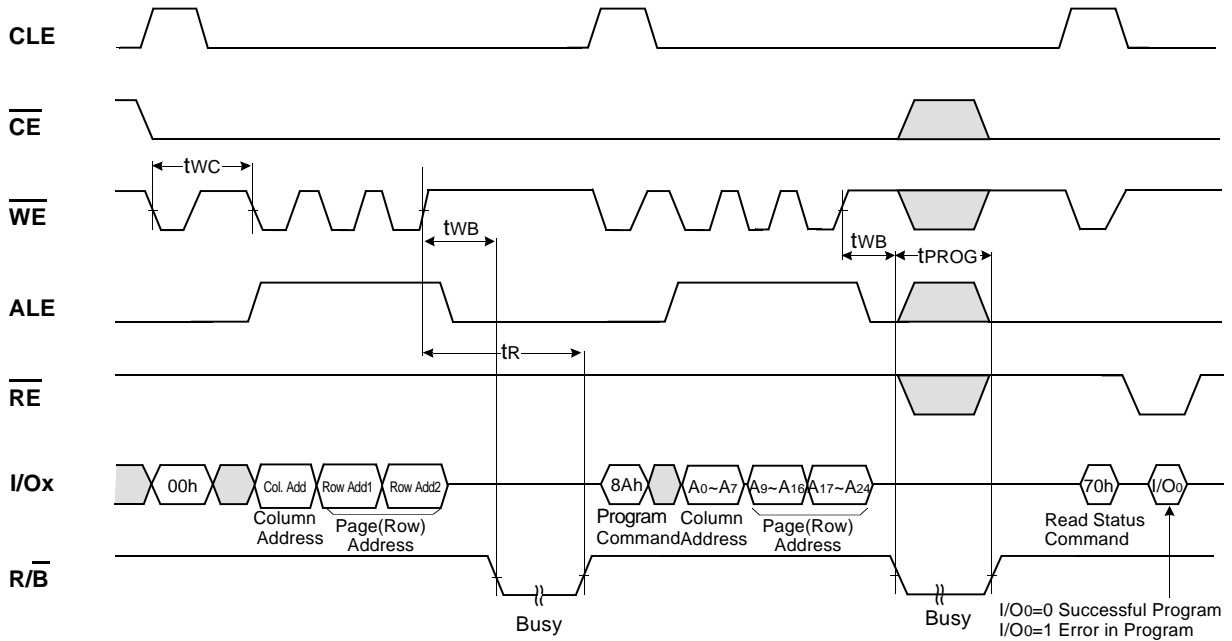 CLE
CE
tWC
WE
tWB
tWB
tPROG
ALE
tR
RE
I/Ox
00h
Col. Add
Row Add1
Row Add2
8Ah
A0~A7
A9~A16
A17~A24
70h
I/O0
Column
Address
Page(Row)
Address
Program
Command
Column
Address
Page(Row)
Address
Read Status
Command
R/B
Busy
Busy
I/O0=0 Successful Program
I/O0=1 Error in Program